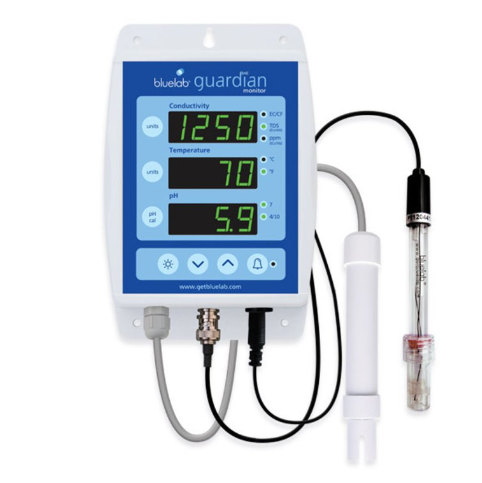 bluelab® guardian
monitor
Conductivity
units
1250
EC/CF
TDS
PPM
Temperature
units
70
°C
°F
pH
pH
cal
5.9
7
4/10
www.getbluelab.com
bluelab